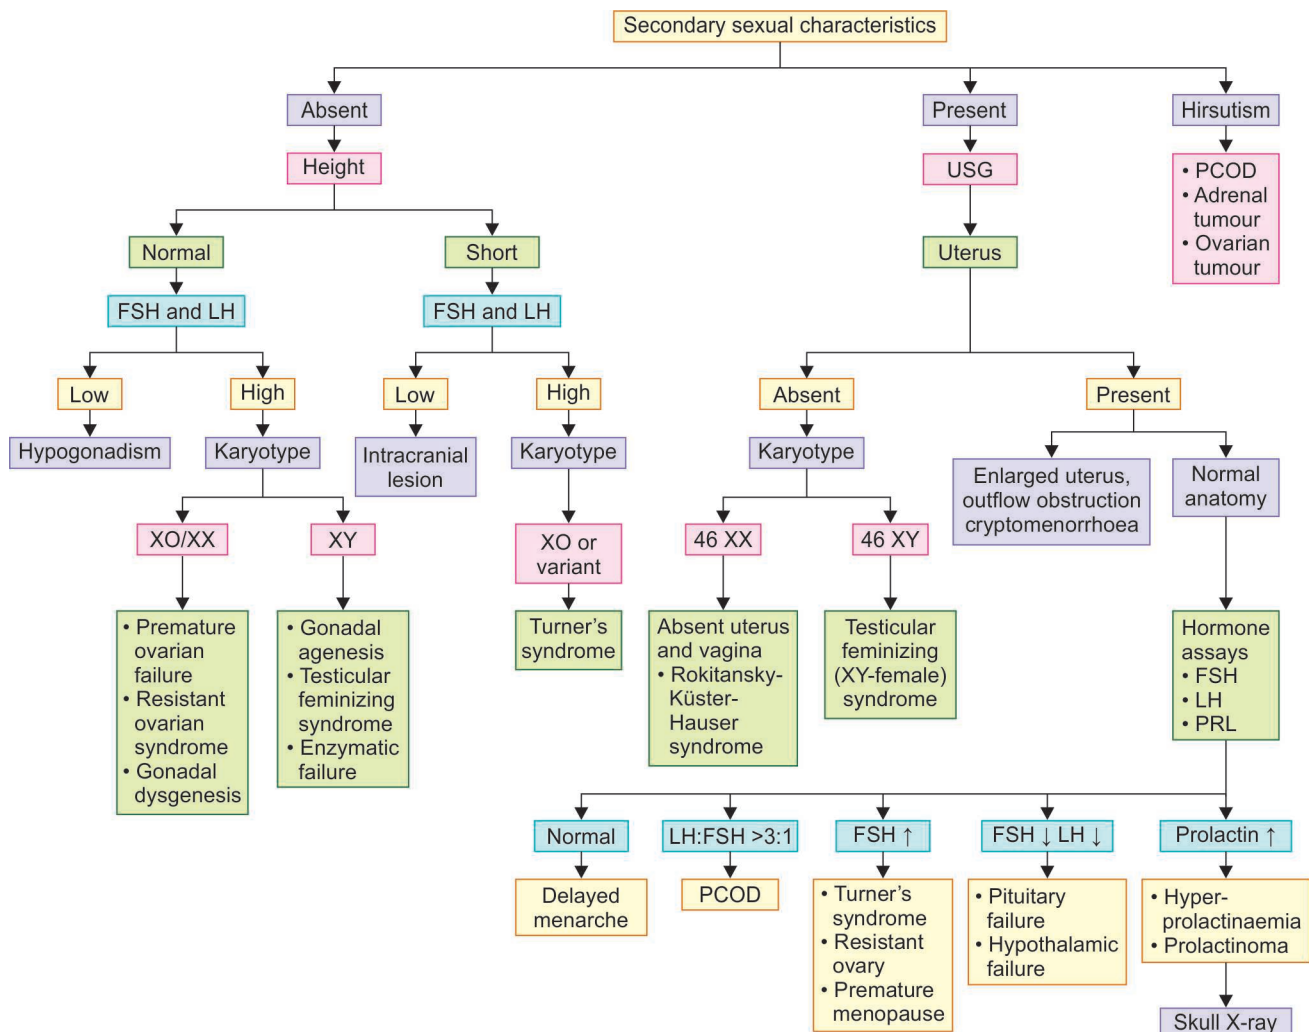 Secondary sexual characteristics
Absent
Present
Hirsutism
Height
USG
• PCOD
• Adrenal
tumour
• Ovarian
tumour
Normal
Short
Uterus
FSH and LH
FSH and LH
Low
High
Low
High
Absent
Present
Hypogonadism
Karyotype
Intracranial
lesion
Karyotype
Karyotype
Enlarged uterus,
outflow obstruction
cryptomenorrhoea
Normal
anatomy
XO/XX
XY
XO or
variant
46 XX
46 XY
• Premature
ovarian
failure
• Resistant
ovarian
syndrome
• Gonadal
dysgenesis
• Gonadal
agenesis
• Testicular
feminizing
syndrome
• Enzymatic
failure
Turner's
syndrome
Absent uterus
and vagina
• Rokitansky-
Küster-
Hauser
syndrome
Testicular
feminizing
(XY-female)
syndrome
Hormone
assays
• FSH
• LH
• PRL
Normal
LH:FSH >3:1
FSH ↑
FSH ↓ LH ↓
Prolactin ↑
Delayed
menarche
PCOD
• Turner's
syndrome
• Resistant
ovary
• Premature
menopause
• Pituitary
failure
• Hypothalamic
failure
• Hyper-
prolactinaemia
• Prolactinoma
Skull X-ray